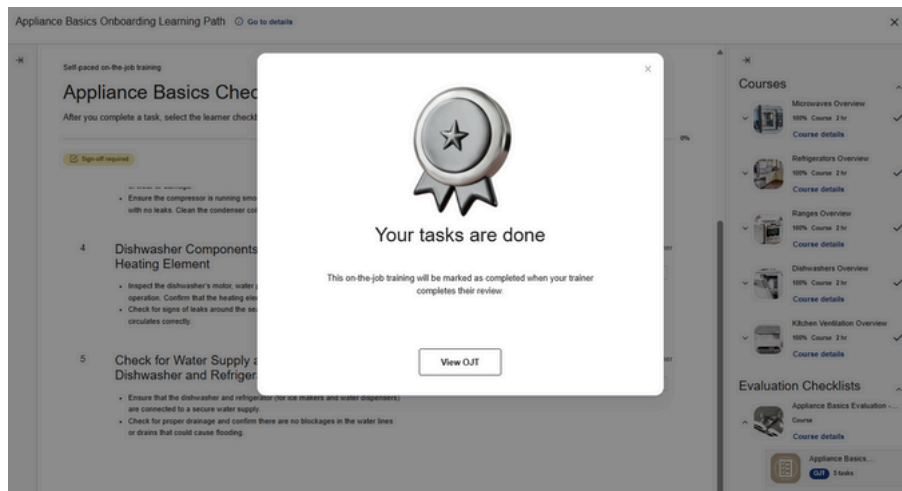 Appliance Basics Onboarding Learning Path Go to details
Self-paced on-the-job training
Appliance Basics Chec
After you complete a task, select the learner check
0%
Sign-off required
Ensure the compressor is running smo
with no leaks. Clean the condenser co
4 Dishwasher Components
Heating Element
Inspect the dishwasher's motor, water
operation. Confirm that the heating ele
Check for signs of leaks around the se
circulates correctly.
5 Check for Water Supply a
Dishwasher and Refriger
Ensure that the dishwasher and refrigerator (for ice makers and water dispensers)
are connected to a secure water supply.
Check for proper drainage and confirm there are no blockages in the water lines
or drains that could cause flooding.
Your tasks are done
This on-the-job training will be marked as completed when your trainer
completes their review.
View OJT
Courses
Microwaves Overview
100% Course 2 hr
Course details
Refrigerators Overview
100% Course 2 hr
Course details
Ranges Overview
100% Course 2 hr
Course details
Dishwashers Overview
100% Course 2 hr
Course details
Kitchen Ventilation Overview
100% Course 2 hr
Course details
Evaluation Checklists
Appliance Basics Evaluation -...
Course
Course details
Appliance Basics...
OJT 3 tasks